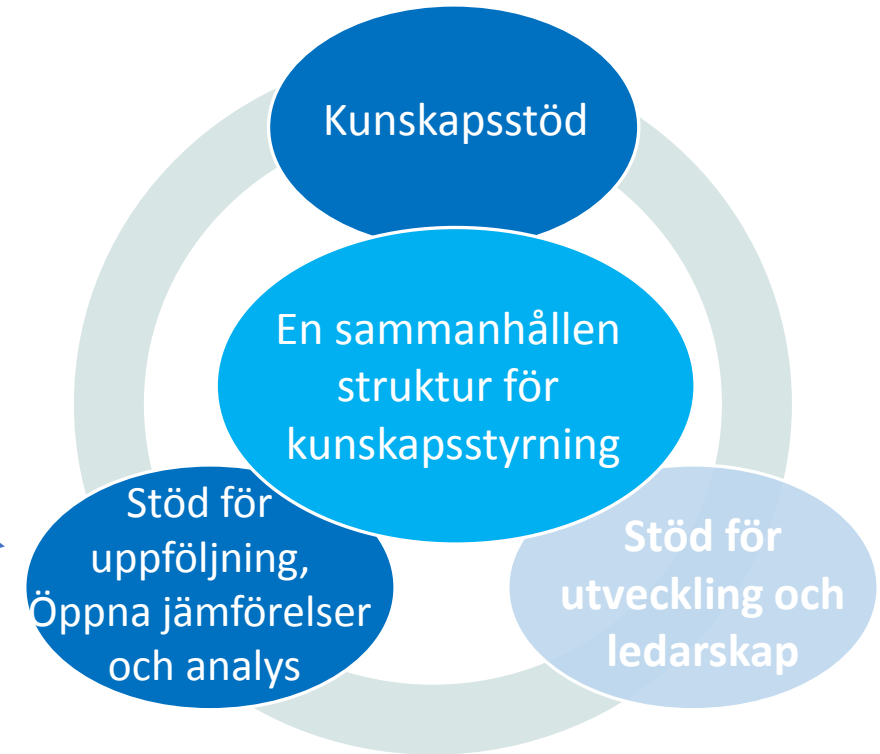 Kunskapsstöd
En sammanhållen
struktur för
kunskapsstyrning
Stöd för
uppföljning,
Öppna jämförelser
och analys
Stöd för
utveckling och
ledarskap